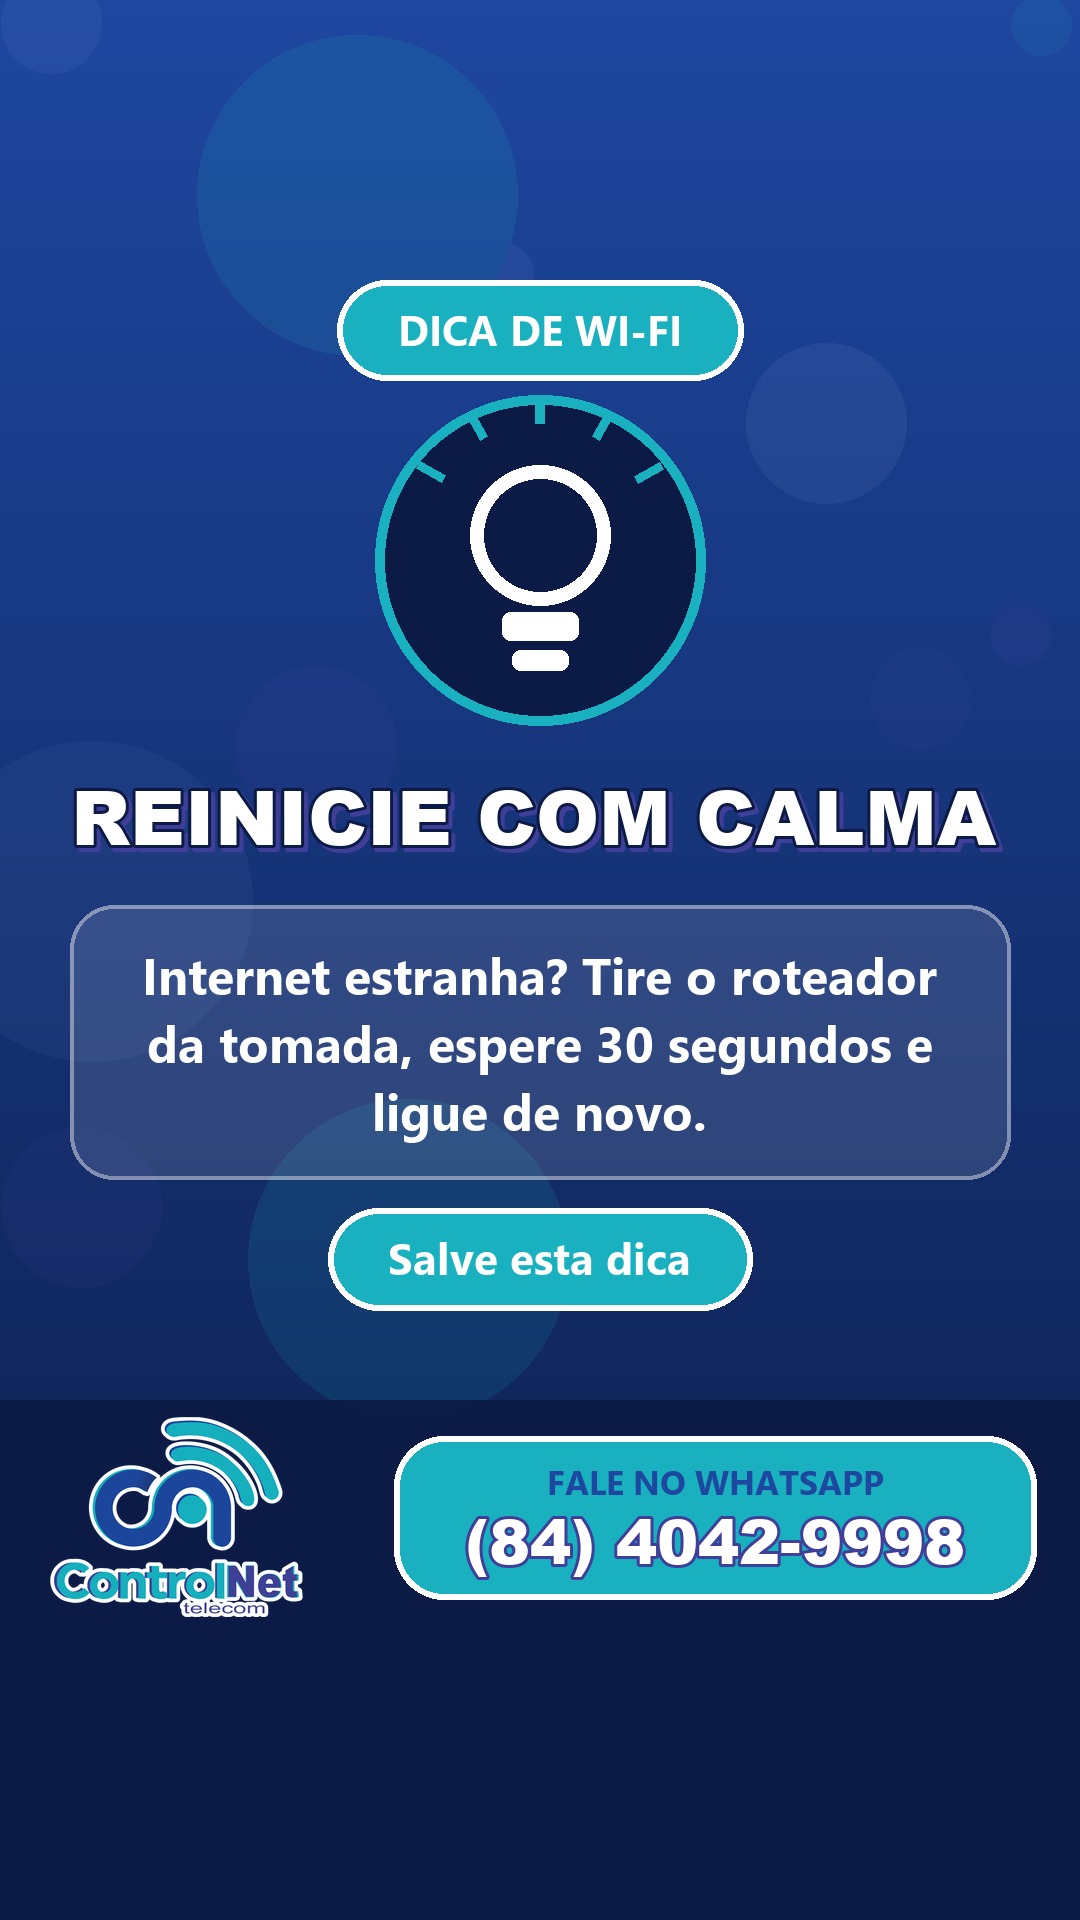 DICA DE WI-FI
REINICIE COM CALMA
Internet estranha? Tire o roteador
da tomada, espere 30 segundos e
ligue de novo.
Salve esta dica
ControlNet
telecom
FALE NO WHATSAPP
(84) 4042-9998